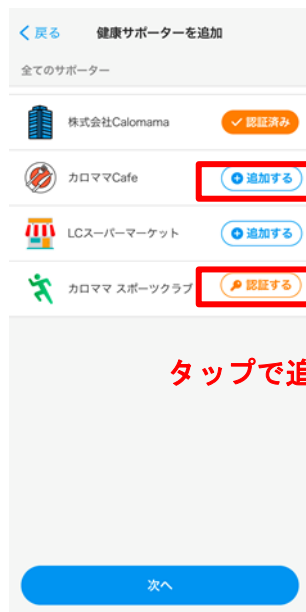 戻る 健康サポーターを追加
全てのサポーター
株式会社Calomama 認証済み
カロママCafe 追加する
LCスーパーマーケット 追加する
カロママ スポーツクラブ 認証する
タップで追
次へ